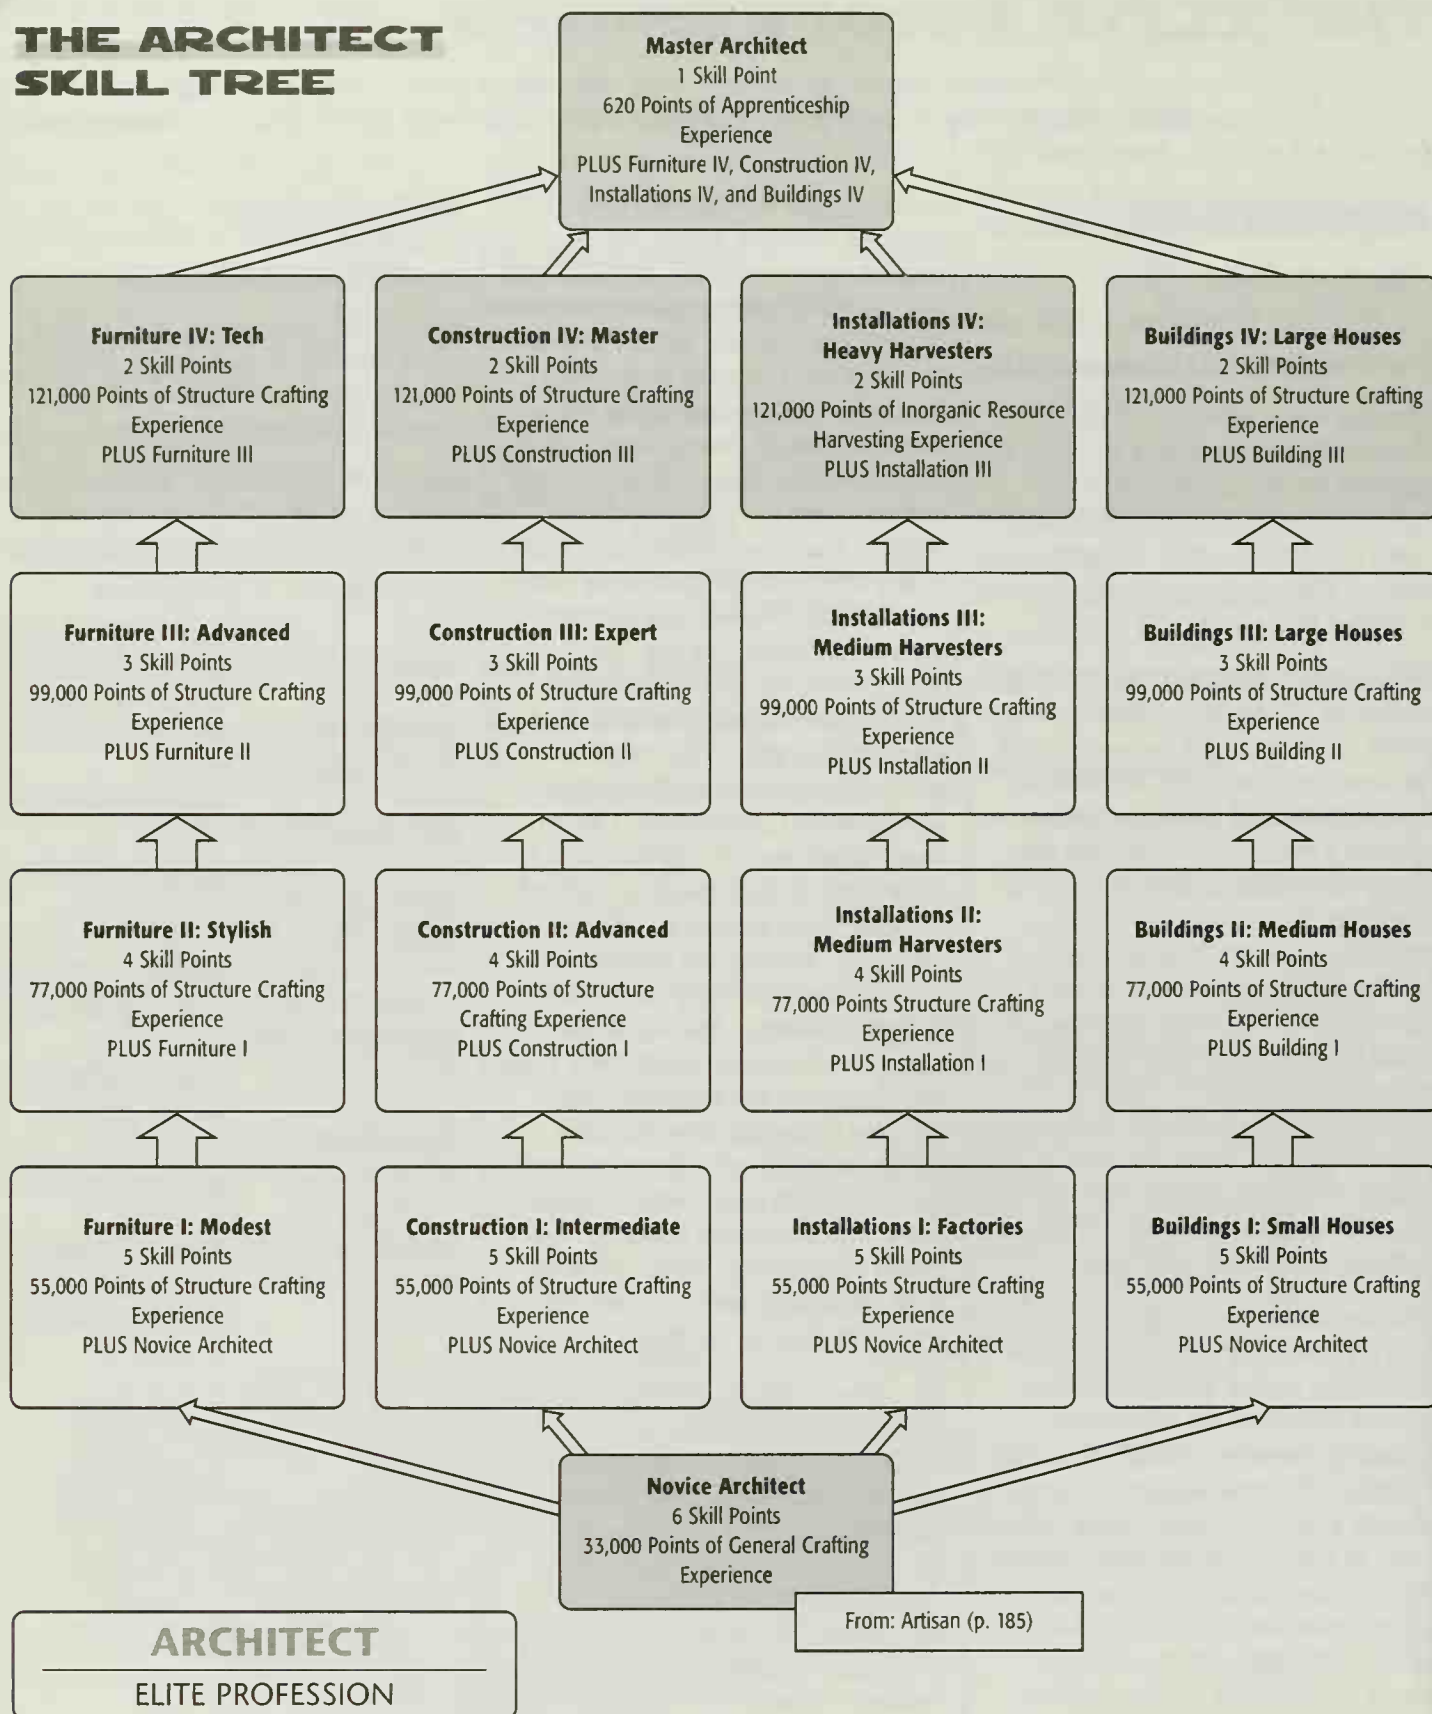 THE ARCHITECT
SKILL TREE
Master Architect
1 Skill Point
620 Points of Apprenticeship
Experience
PLUS Furniture IV, Construction IV,
Installations IV, and Buildings IV
Furniture IV: Tech
2 Skill Points
121,000 Points of Structure Crafting
Experience
PLUS Furniture III
Construction IV: Master
2 Skill Points
121,000 Points of Structure Crafting
Experience
PLUS Construction III
Installations IV:
Heavy Harvesters
2 Skill Points
121,000 Points of Inorganic Resource
Harvesting Experience
PLUS Installation III
Buildings IV: Large Houses
2 Skill Points
121,000 Points of Structure Crafting
Experience
PLUS Building III
Furniture III: Advanced
3 Skill Points
99,000 Points of Structure Crafting
Experience
PLUS Furniture II
Construction III: Expert
3 Skill Points
99,000 Points of Structure Crafting
Experience
PLUS Construction II
Installations III:
Medium Harvesters
3 Skill Points
99,000 Points of Structure Crafting
Experience
PLUS Installation II
Buildings III: Large Houses
3 Skill Points
99,000 Points of Structure Crafting
Experience
PLUS Building II
Furniture II: Stylish
4 Skill Points
77,000 Points of Structure Crafting
Experience
PLUS Furniture I
Construction II: Advanced
4 Skill Points
77,000 Points of Structure
Crafting Experience
PLUS Construction I
Installations II:
Medium Harvesters
4 Skill Points
77,000 Points Structure Crafting
Experience
PLUS Installation I
Buildings II: Medium Houses
4 Skill Points
77,000 Points of Structure Crafting
Experience
PLUS Building I
Furniture I: Modest
5 Skill Points
55,000 Points of Structure Crafting
Experience
PLUS Novice Architect
Construction I: Intermediate
5 Skill Points
55,000 Points of Structure Crafting
Experience
PLUS Novice Architect
Installations I: Factories
5 Skill Points
55,000 Points Structure Crafting
Experience
PLUS Novice Architect
Buildings I: Small Houses
5 Skill Points
55,000 Points of Structure Crafting
Experience
PLUS Novice Architect
Novice Architect
6 Skill Points
33,000 Points of General Crafting
Experience
From: Artisan (p. 185)
ARCHITECT
ELITE PROFESSION